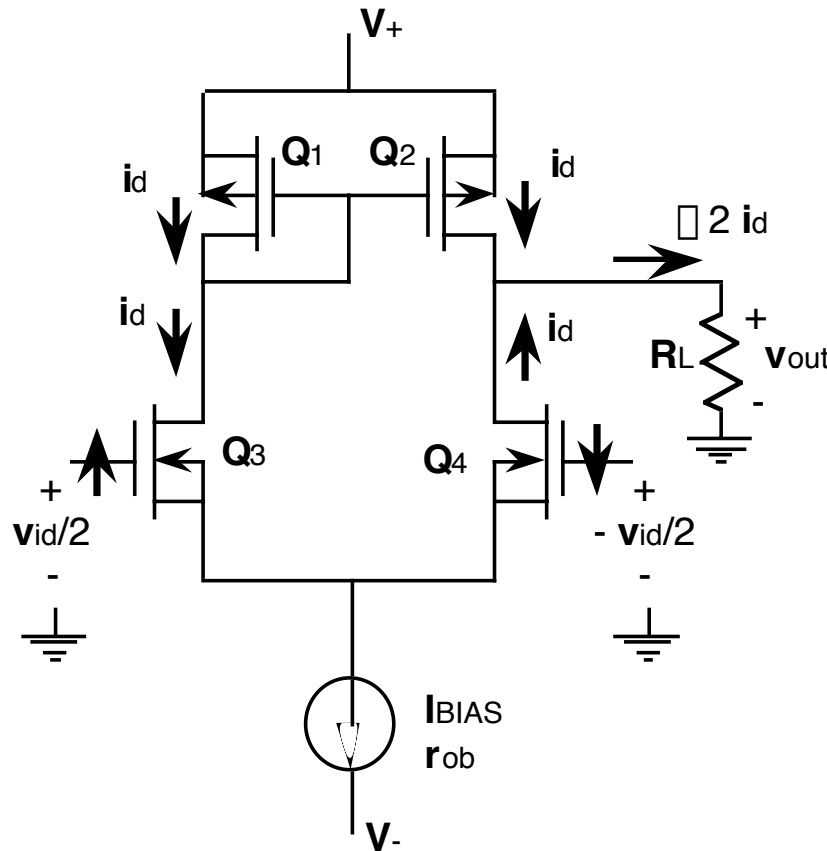 V+
Q1 Q2
id id
▯ 2 id
id id
RL + vout -
Q3 Q4
+ vid/2 -
+ - vid/2 -
IBIAS
rob
V-